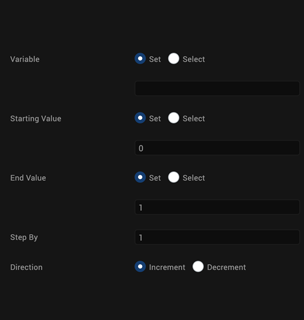 Variable Set Select
Starting Value Set Select
0
End Value Set Select
1
Step By 1
Direction Increment Decrement